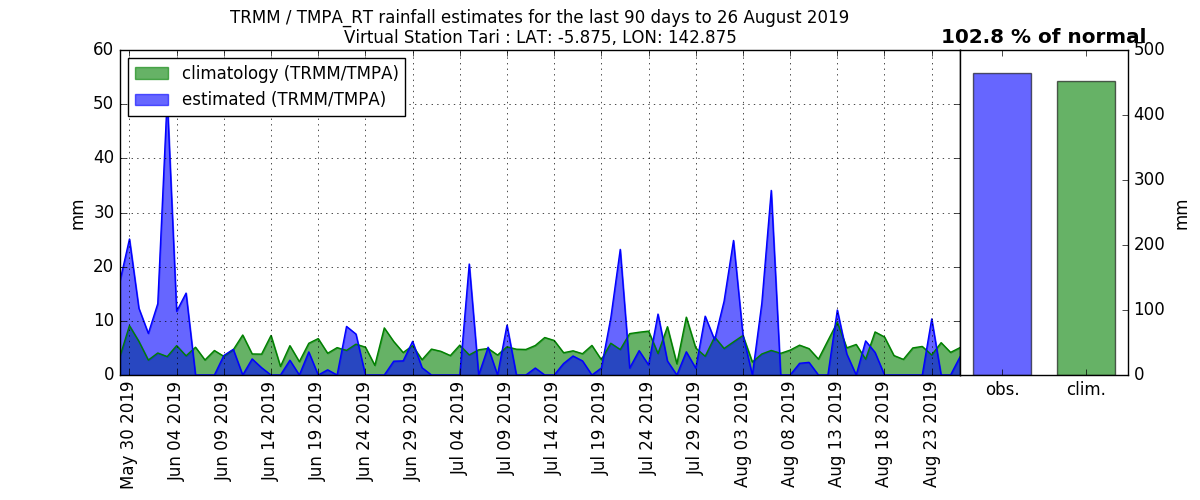 TRMM / TMPA_RT rainfall estimates for the last 90 days to 26 August 2019
Virtual Station Tari : LAT: -5.875, LON: 142.875
102.8 % of normal
climatology (TRMM/TMPA)
estimated (TRMM/TMPA)
mm
60
50
40
30
20
10
0
May 30 2019
Jun 04 2019
Jun 09 2019
Jun 14 2019
Jun 19 2019
Jun 24 2019
Jun 29 2019
Jul 04 2019
Jul 09 2019
Jul 14 2019
Jul 19 2019
Jul 24 2019
Jul 29 2019
Aug 03 2019
Aug 08 2019
Aug 13 2019
Aug 18 2019
Aug 23 2019
obs.
clim.
500
400
300
200
100
0
mm